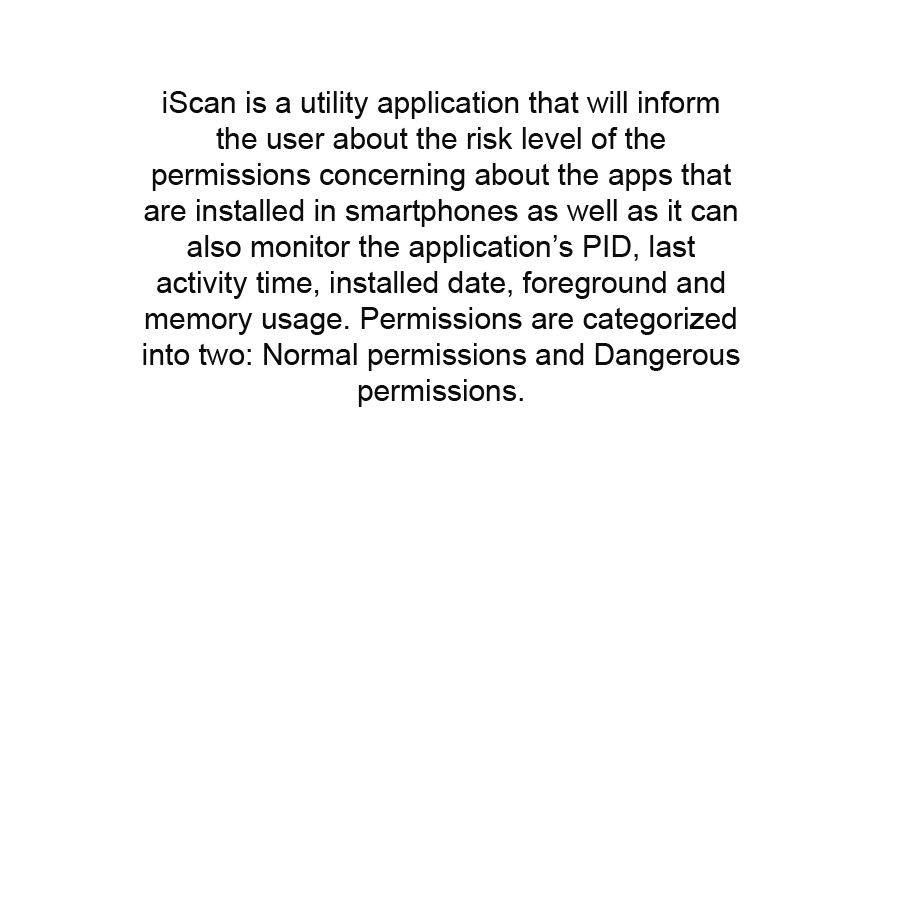 iScan is a utility application that will inform
the user about the risk level of the
permissions concerning about the apps that
are installed in smartphones as well as it can
also monitor the application’s PID, last
activity time, installed date, foreground and
memory usage. Permissions are categorized
into two: Normal permissions and Dangerous
permissions.